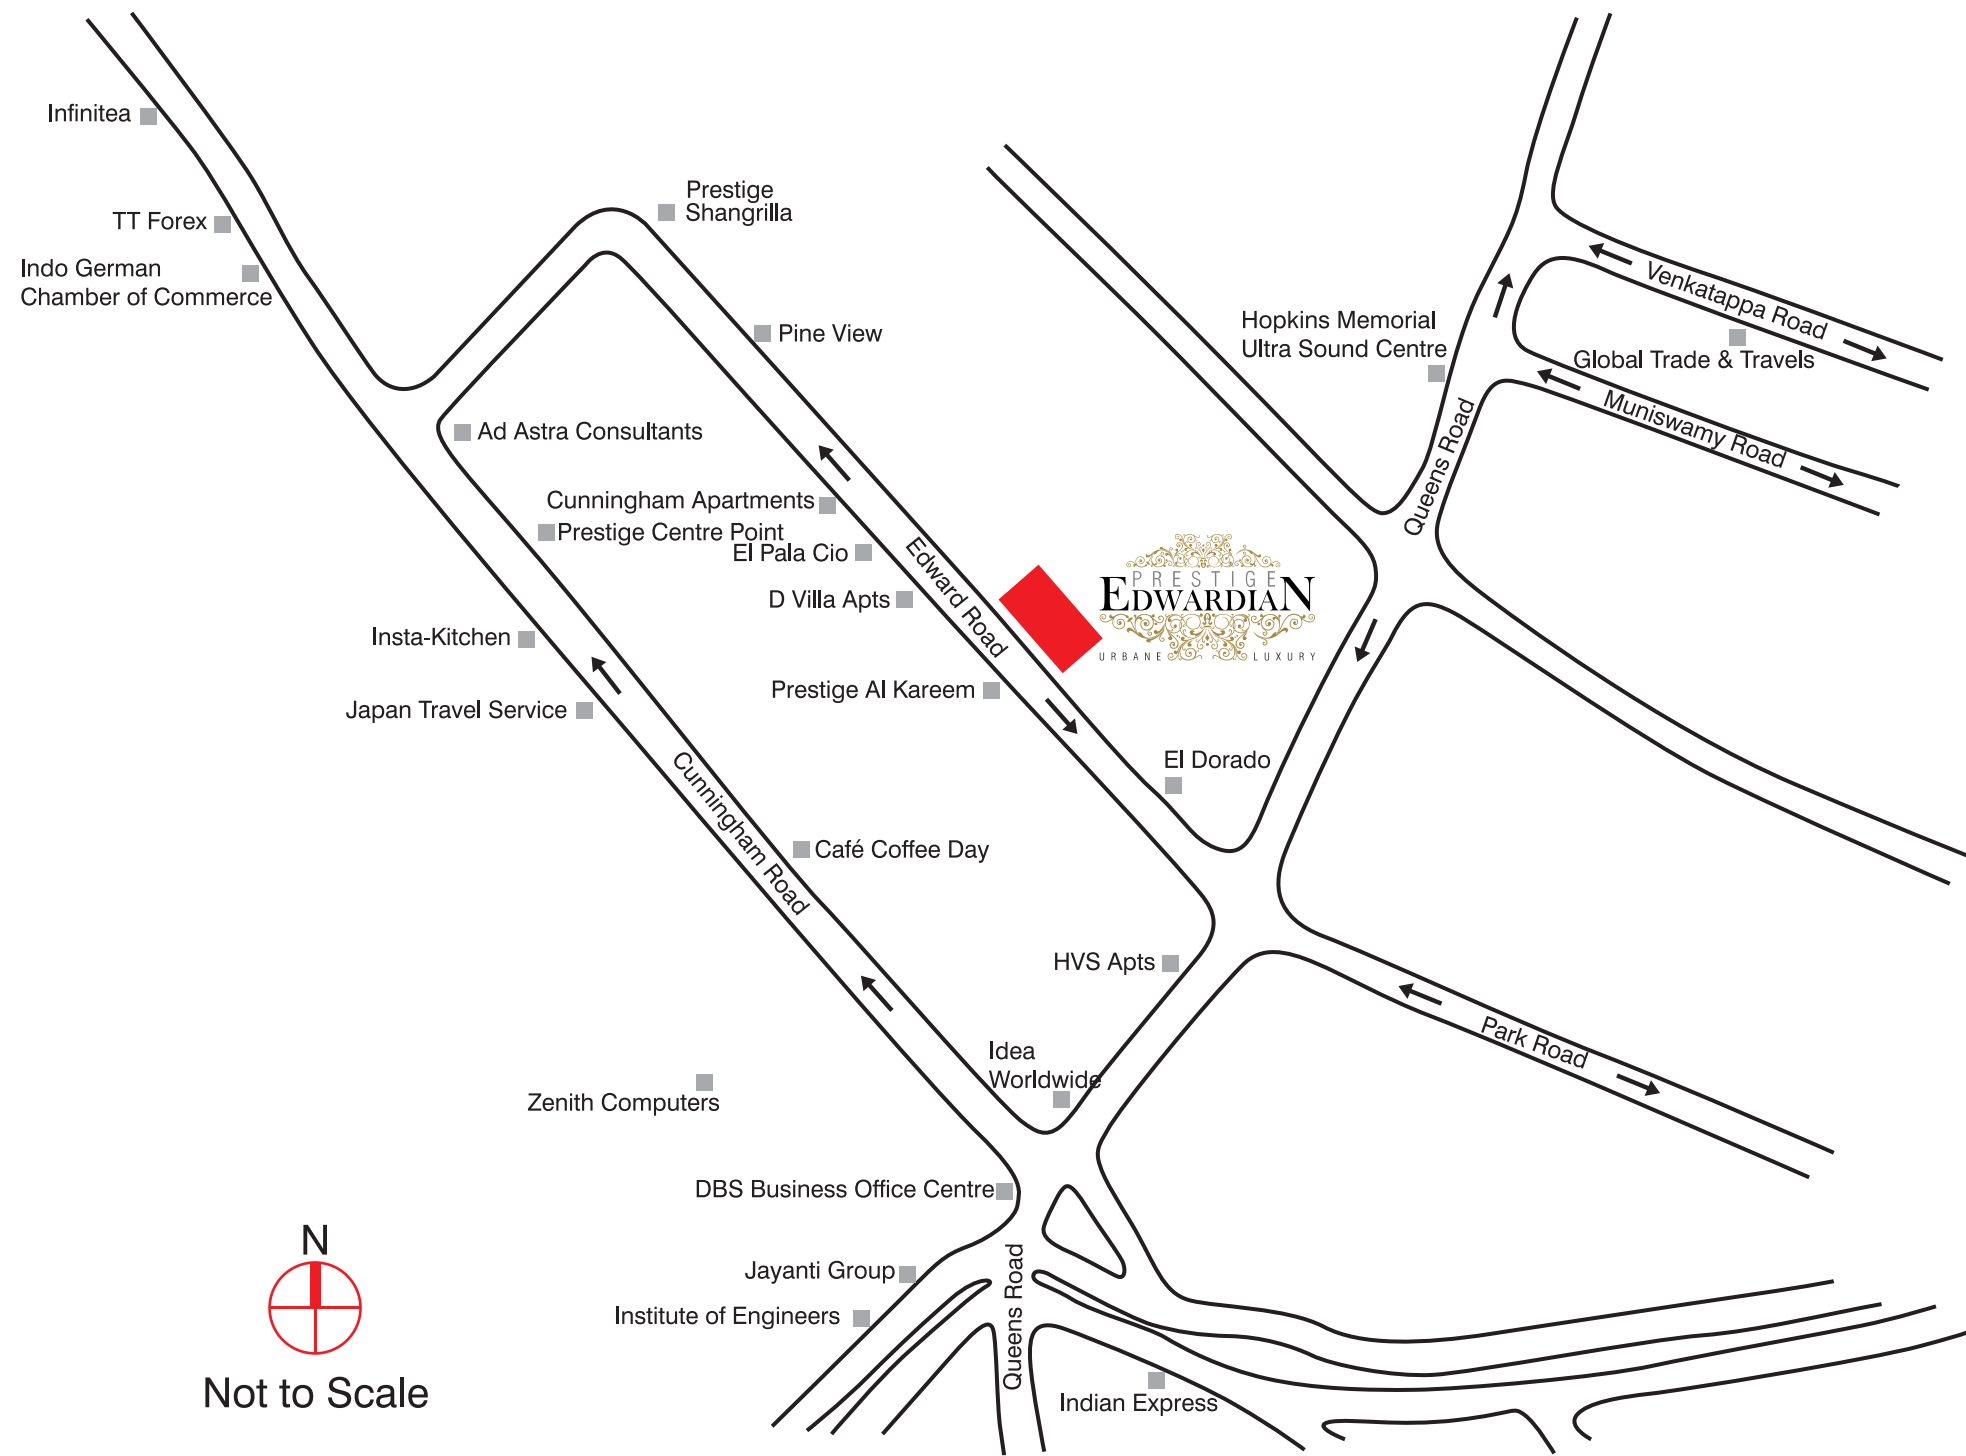 Infinitea
Prestige
Shangrilla
TT Forex
Indo German
Chamber of Commerce
Venkatappa Road
Hopkins Memorial
Ultra Sound Centre
Pine View
Global Trade & Travels
Muniswamy Road
Queens Road
Ad Astra Consultants
Cunningham Apartments
Prestige Centre Point
El Pala Cio
Edward Road
PRESTIGE
EDWARDIAN
URBANE LUXURY
D Villa Apts
Insta-Kitchen
Prestige Al Kareem
Japan Travel Service
El Dorado
Cunningham Road
Café Coffee Day
HVS Apts
Park Road
Idea
Worldwide
Zenith Computers
DBS Business Office Centre
N
Jayanti Group
Queens Road
Institute of Engineers
Not to Scale
Indian Express